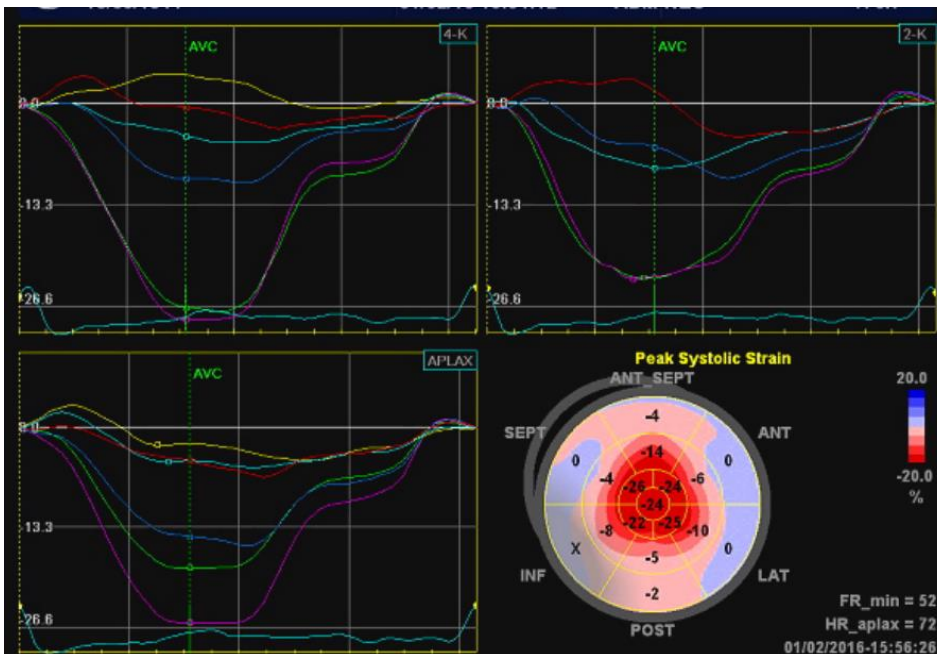 4-K
AVC
0.0
-13.3
-26.6
2-K
AVC
0.0
-13.3
-26.6
APLAX
AVC
0.0
-13.3
-26.6
Peak Systolic Strain
ANT_SEPT
SEPT
ANT
INF
LAT
POST
-4
0
-14
0
-4
-6
-26
-24
-24
-22
-25
-8
-10
X
-5
0
-2
20.0
-20.0
%
FR_min = 52
HR_aplax = 72
01/02/2016-15:56:26